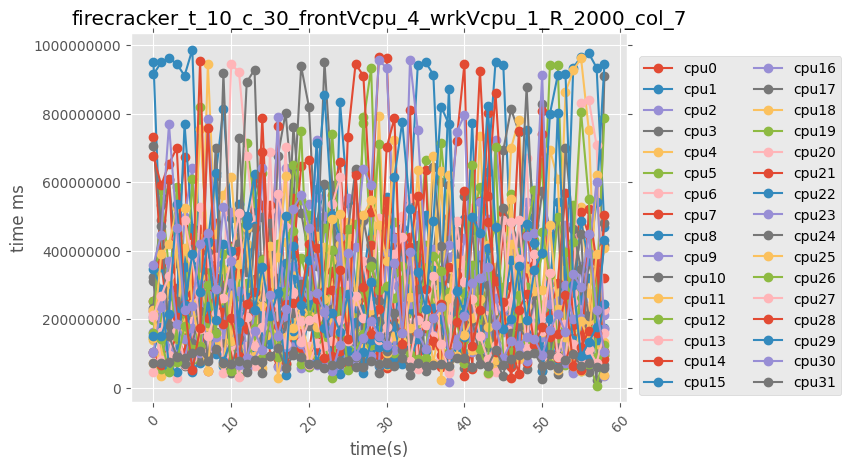 firecracker_t_10_c_30_frontVcpu_4_wrkVcpu_1_R_2000_col_7
1000000000
800000000
600000000
400000000
200000000
0
time ms
0
10
20
30
40
50
60
time(s)
cpu0
cpu1
cpu2
cpu3
cpu4
cpu5
cpu6
cpu7
cpu8
cpu9
cpu10
cpu11
cpu12
cpu13
cpu14
cpu15
cpu16
cpu17
cpu18
cpu19
cpu20
cpu21
cpu22
cpu23
cpu24
cpu25
cpu26
cpu27
cpu28
cpu29
cpu30
cpu31